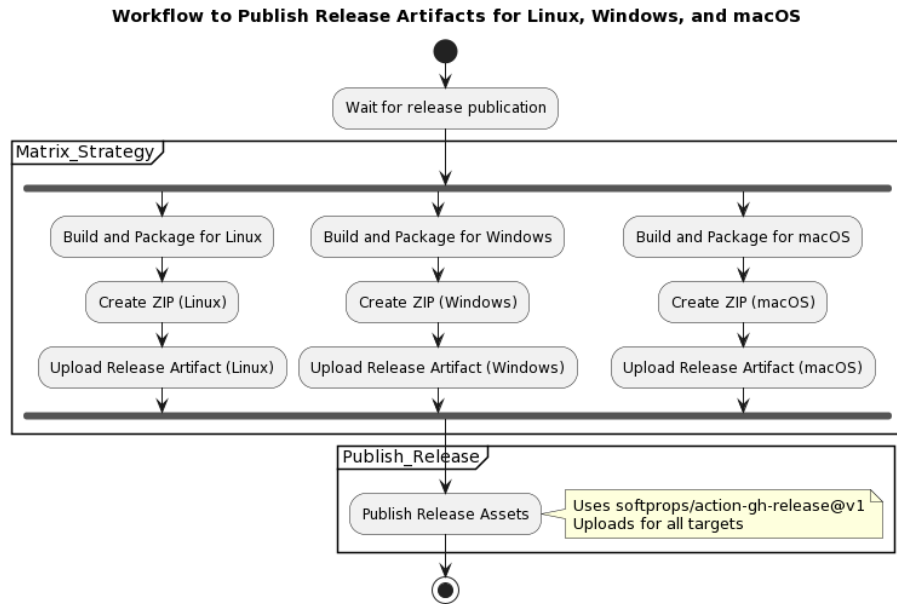 Workflow to Publish Release Artifacts for Linux, Windows, and macOS
Wait for release publication
Matrix_Strategy
Build and Package for Linux
Build and Package for Windows
Build and Package for macOS
Create ZIP (Linux)
Create ZIP (Windows)
Create ZIP (macOS)
Upload Release Artifact (Linux)
Upload Release Artifact (Windows)
Upload Release Artifact (macOS)
Publish_Release
Publish Release Assets
Uses softprops/action-gh-release@v1
Uploads for all targets